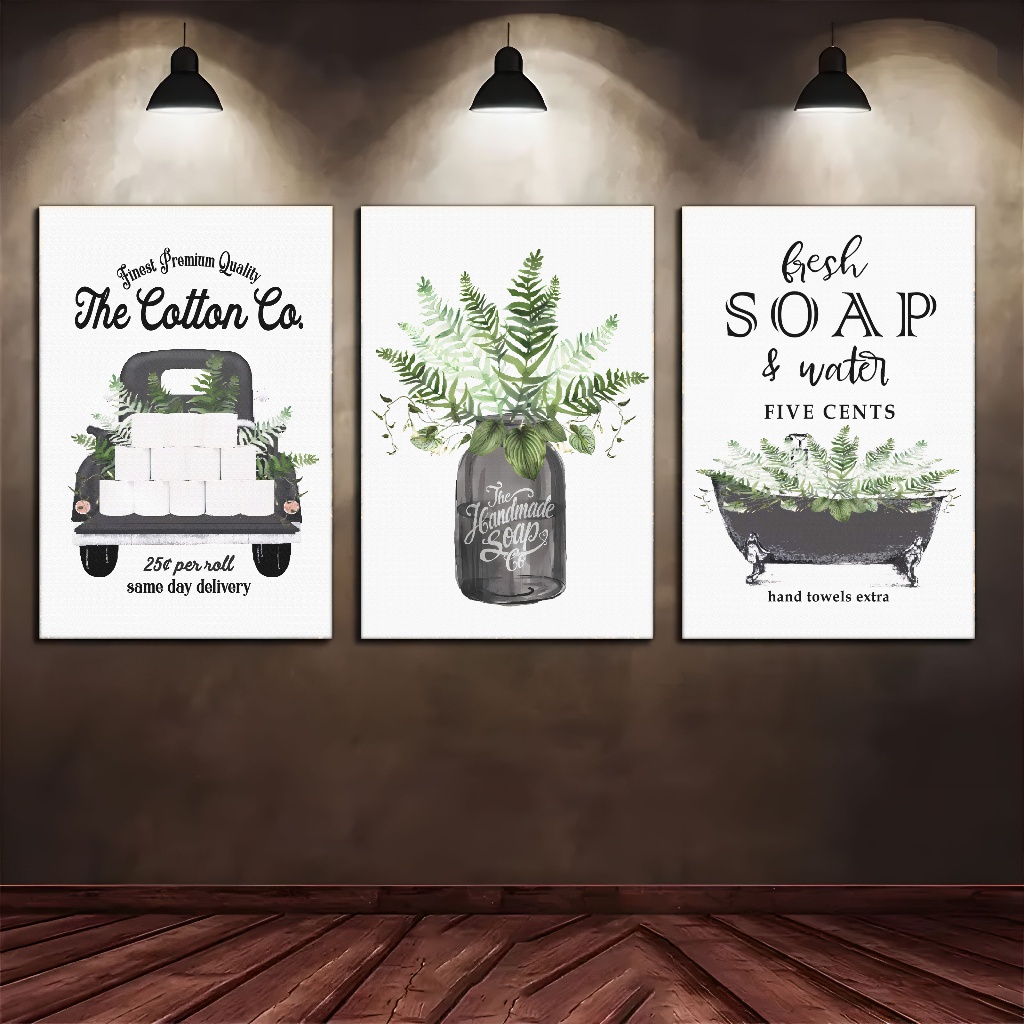 Finest Premium Quality
The Cotton Co.
25¢ per roll
same day delivery
The
Handmade
Soap
Co
fresh
SOAP
& water
FIVE CENTS
hand towels extra